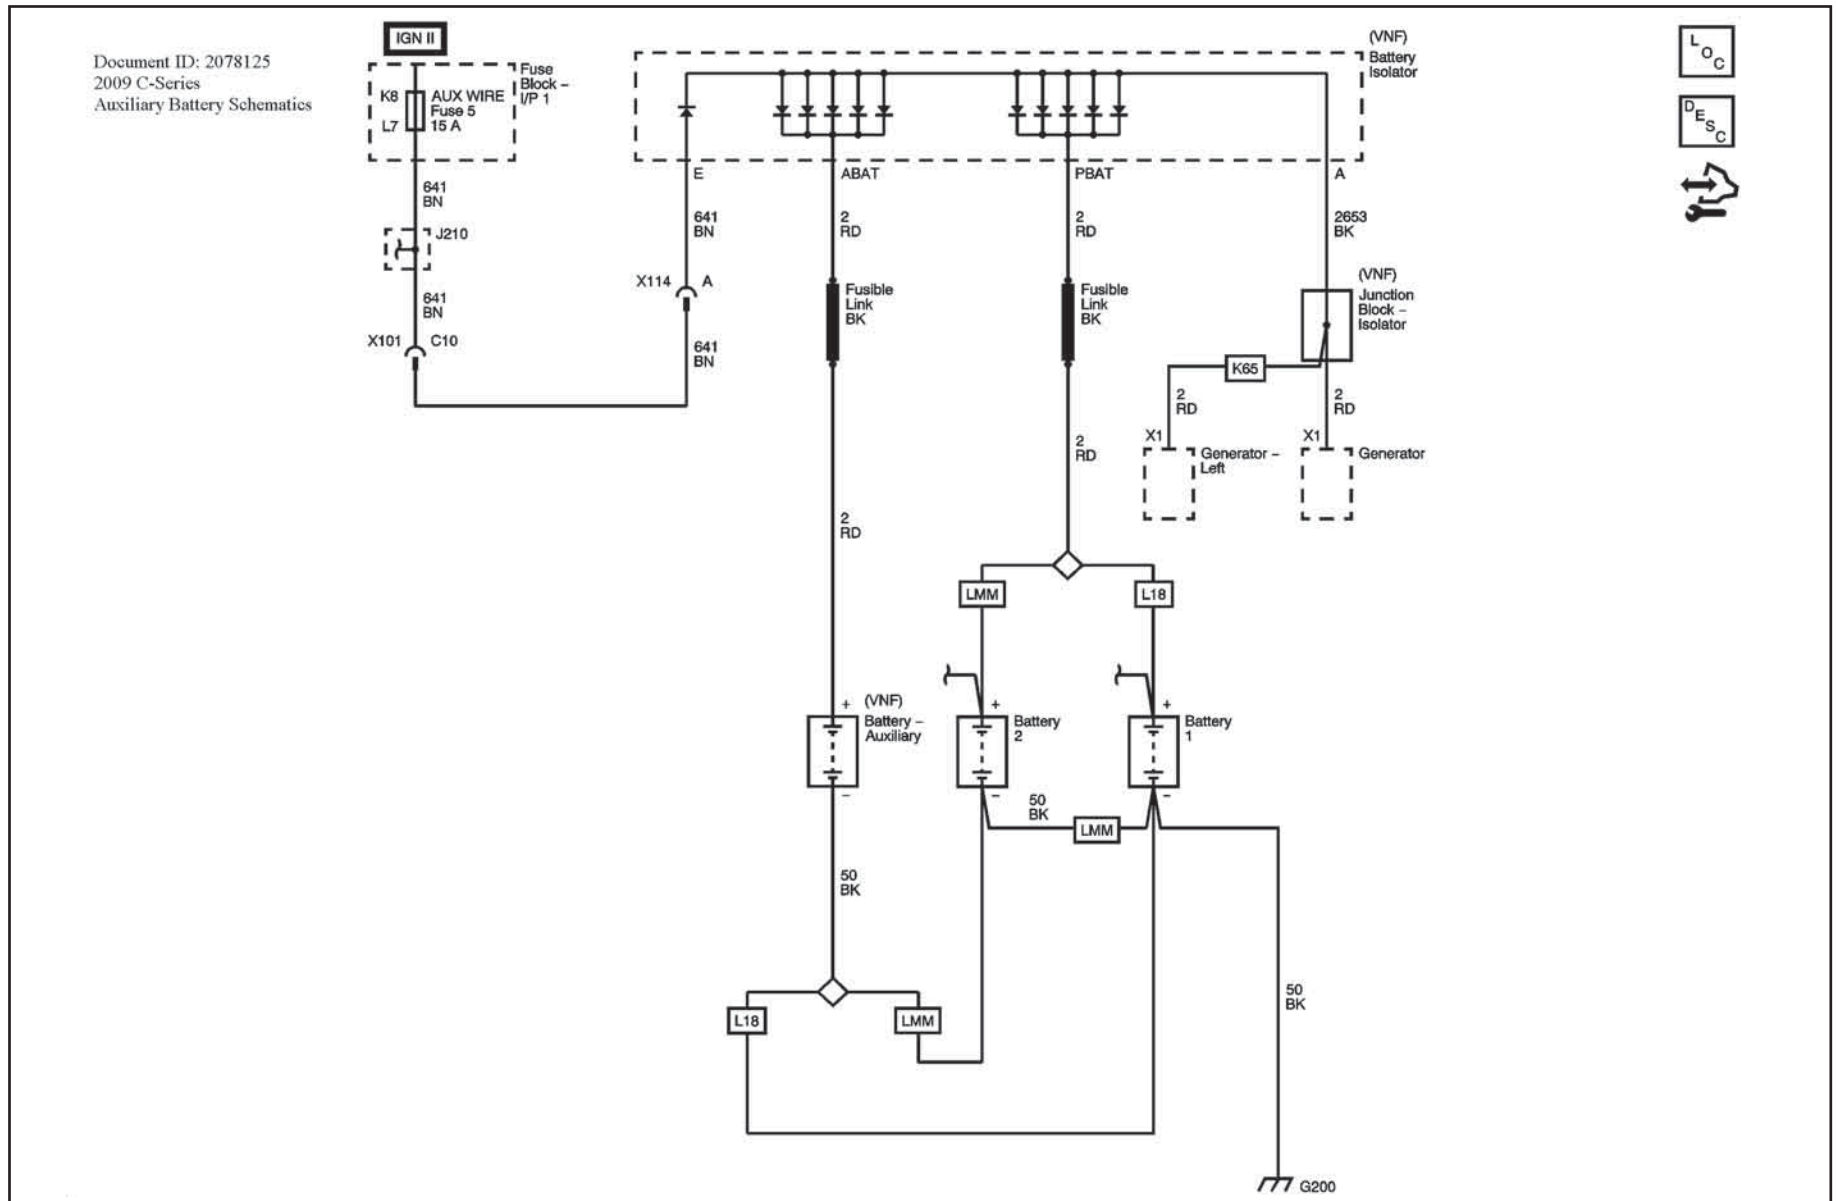 Document ID: 2078125
2009 C-Series
Auxiliary Battery Schematics
IGN II
Fuse
Block –
I/P 1
K8
L7
AUX WIRE
Fuse 5
15 A
641
BN
J210
641
BN
X101
C10
(VNF)
Battery
Isolator
E
ABAT
PBAT
A
641
BN
2
RD
2
RD
2653
BK
X114
A
641
BN
Fusible
Link
BK
Fusible
Link
BK
(VNF)
Junction
Block –
Isolator
K65
2
RD
2
RD
X1
Generator –
Left
X1
Generator
2
RD
2
RD
LMM
L18
+
(VNF)
Battery –
Auxiliary
–
+
Battery
2
–
+
Battery
1
–
50
BK
LMM
50
BK
L18
LMM
50
BK
G200
LOC
DESC